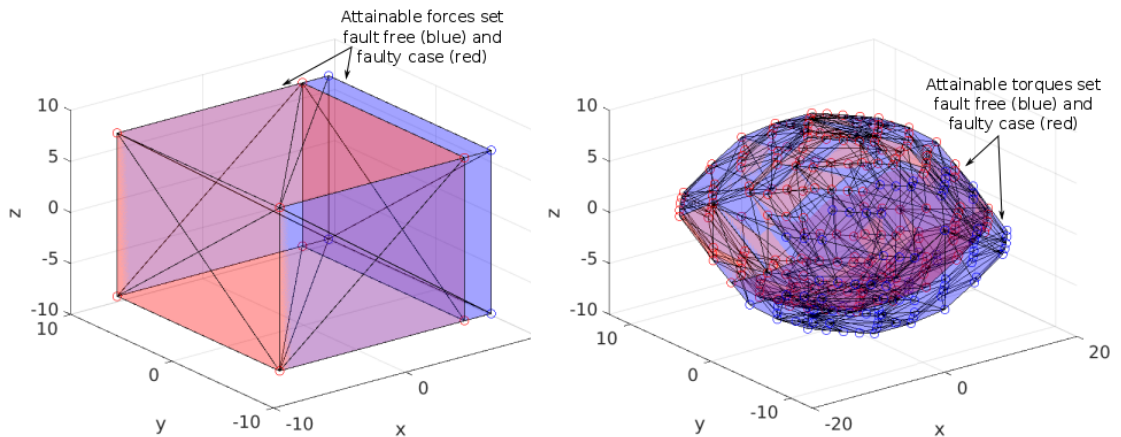 Attainable forces set
fault free (blue) and
faulty case (red)
10
5
0
-5
-10
z
10
0
-10
y
-10
0
x
Attainable torques set
fault free (blue) and
faulty case (red)
10
5
0
-5
-10
z
10
0
-10
y
-20
0
20
x